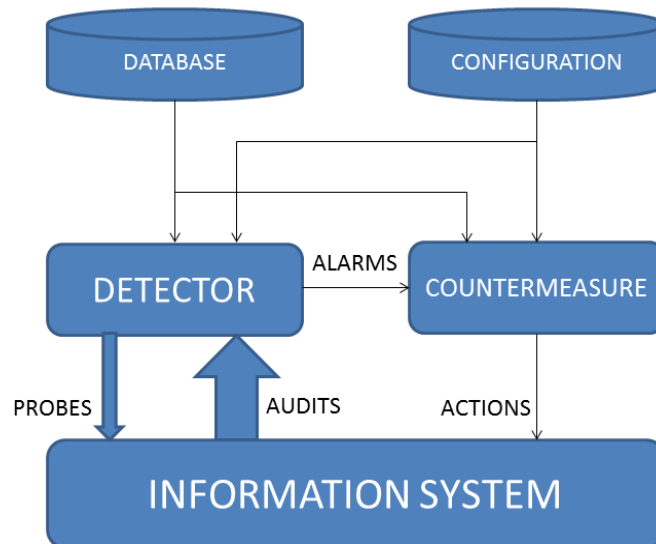 DATABASE
CONFIGURATION
DETECTOR
ALARMS
COUNTERMEASURE
PROBES
AUDITS
ACTIONS
INFORMATION SYSTEM